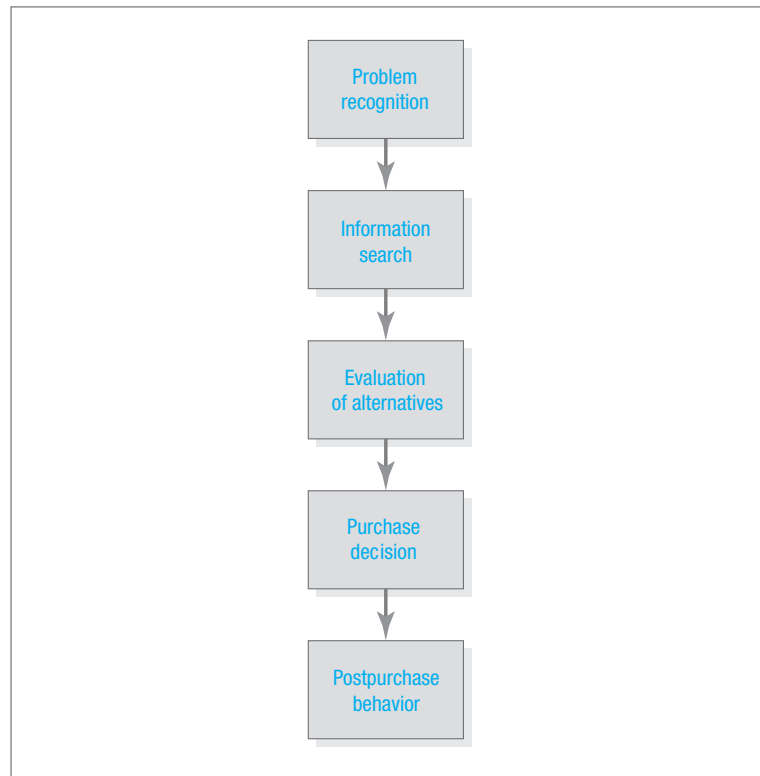 Problem
recognition
Information
search
Evaluation
of alternatives
Purchase
decision
Postpurchase
behavior